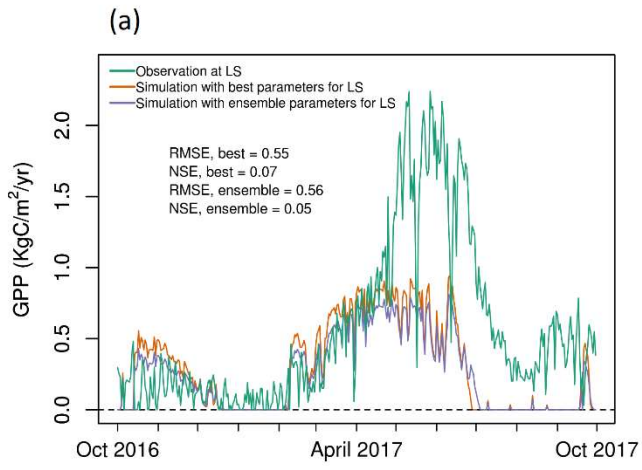 (a)
Observation at LS
Simulation with best parameters for LS
Simulation with ensemble parameters for LS
RMSE, best = 0.55
NSE, best = 0.07
RMSE, ensemble = 0.56
NSE, ensemble = 0.05
GPP (KgC/m²/yr)
2.0
1.5
1.0
0.5
0.0
Oct 2016
April 2017
Oct 2017